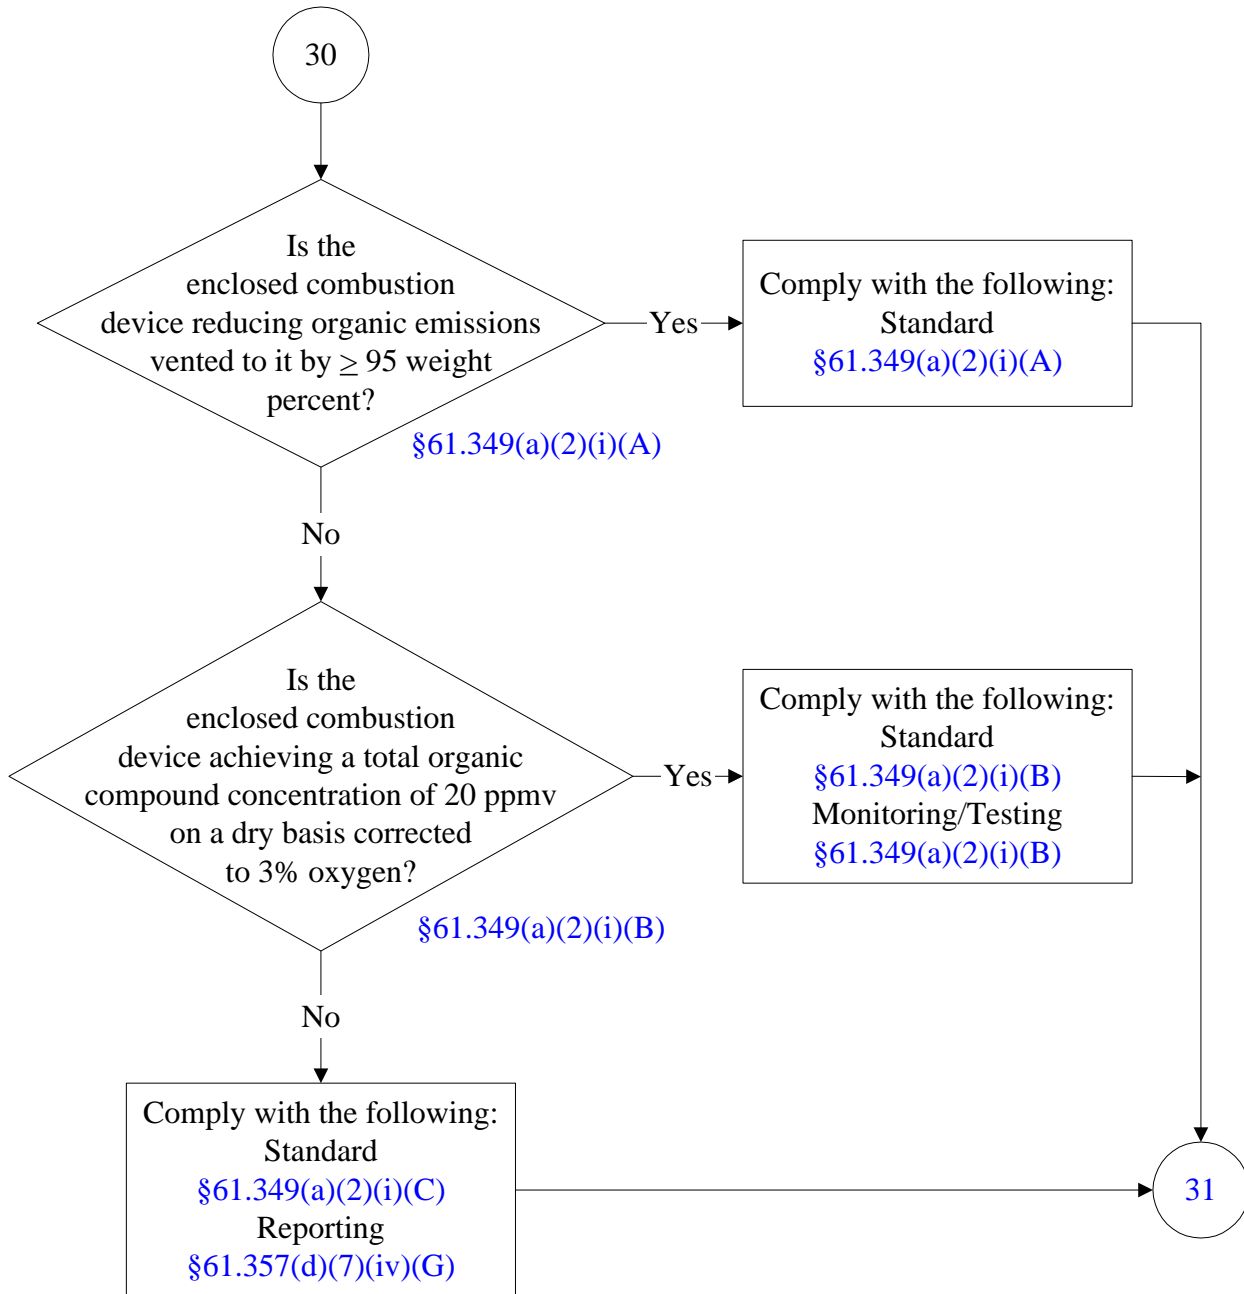 30
Is the
enclosed combustion
device reducing organic emissions
vented to it by ≥ 95 weight
percent?
§61.349(a)(2)(i)(A)
Yes
Comply with the following:
Standard
§61.349(a)(2)(i)(A)
No
Is the
enclosed combustion
device achieving a total organic
compound concentration of 20 ppmv
on a dry basis corrected
to 3% oxygen?
§61.349(a)(2)(i)(B)
Yes
Comply with the following:
Standard
§61.349(a)(2)(i)(B)
Monitoring/Testing
§61.349(a)(2)(i)(B)
No
Comply with the following:
Standard
§61.349(a)(2)(i)(C)
Reporting
§61.357(d)(7)(iv)(G)
31